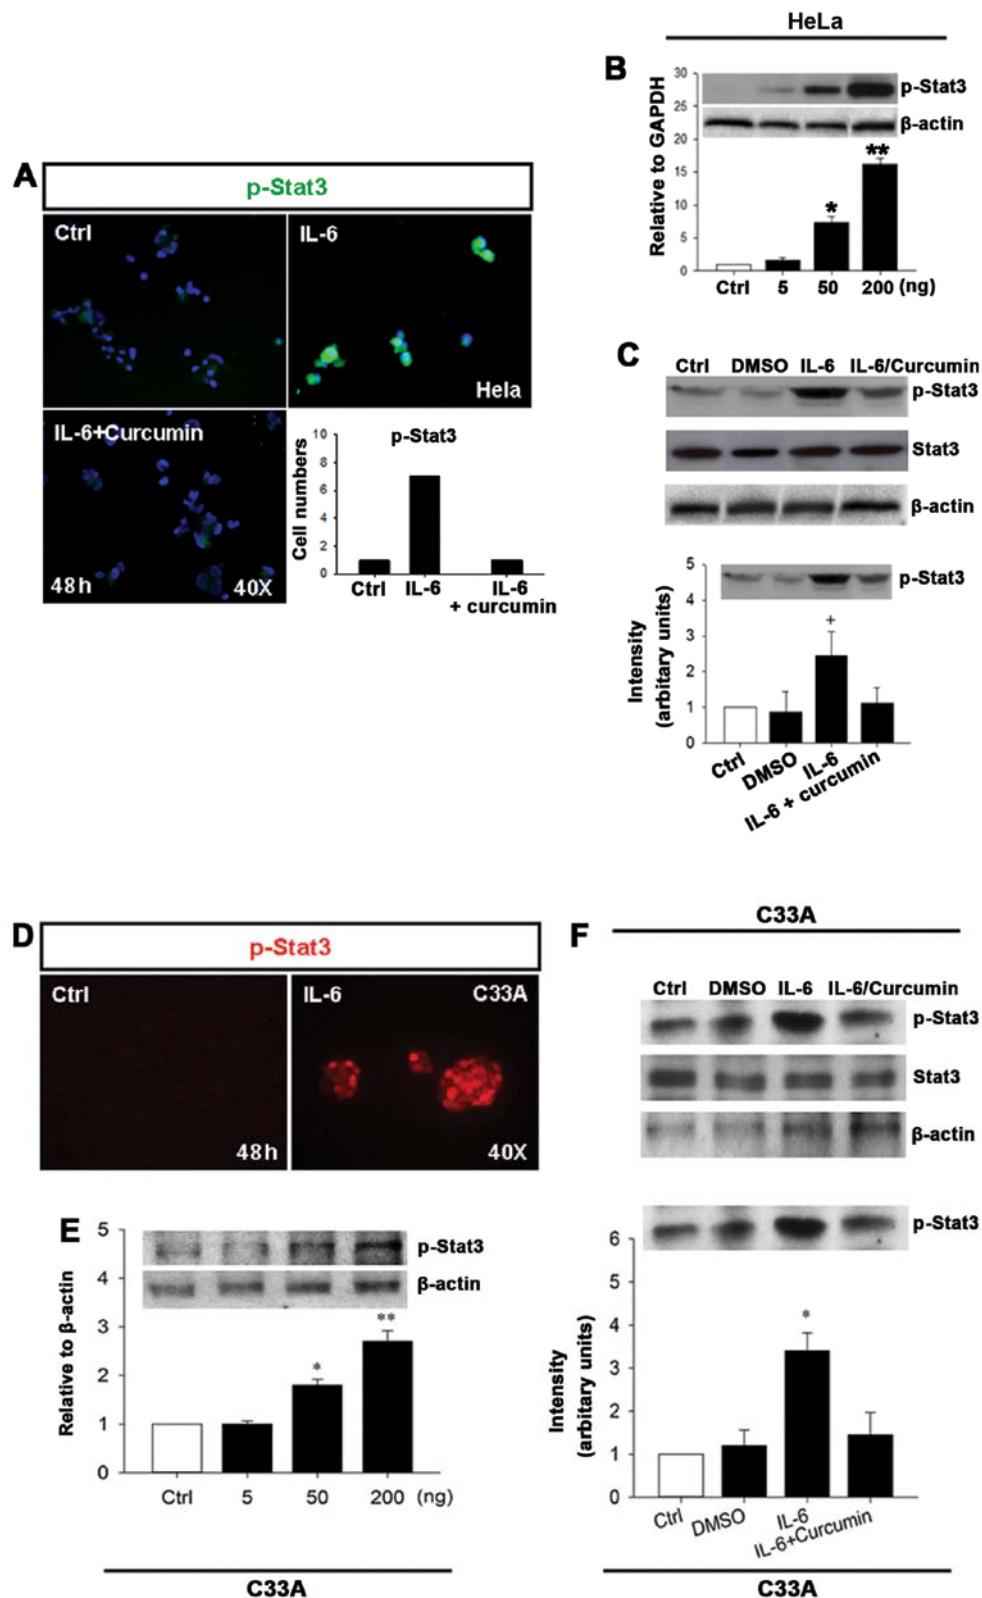 HeLa
B
30
25
20
15
10
5
0
Relative to GAPDH
p-Stat3
β-actin
*
**
Ctrl 5 50 200 (ng)
A
p-Stat3
Ctrl
IL-6
Hela
IL-6+Curcumin
48h
40X
p-Stat3
Cell numbers
10
8
6
4
2
0
Ctrl IL-6 IL-6
+ curcumin
C
Ctrl DMSO IL-6 IL-6/Curcumin
p-Stat3
Stat3
β-actin
p-Stat3
Intensity
(arbitary units)
5
4
3
2
1
0
+
Ctrl
DMSO
IL-6
IL-6 + curcumin
D
p-Stat3
Ctrl
48h
IL-6
C33A
40X
E
p-Stat3
β-actin
Relative to β-actin
5
4
3
2
1
0
*
**
Ctrl 5 50 200 (ng)
C33A
C33A
F
Ctrl DMSO IL-6 IL-6/Curcumin
p-Stat3
Stat3
β-actin
p-Stat3
Intensity
(arbitary units)
6
5
4
3
2
1
0
*
Ctrl
DMSO
IL-6
IL-6+Curcumin
C33A